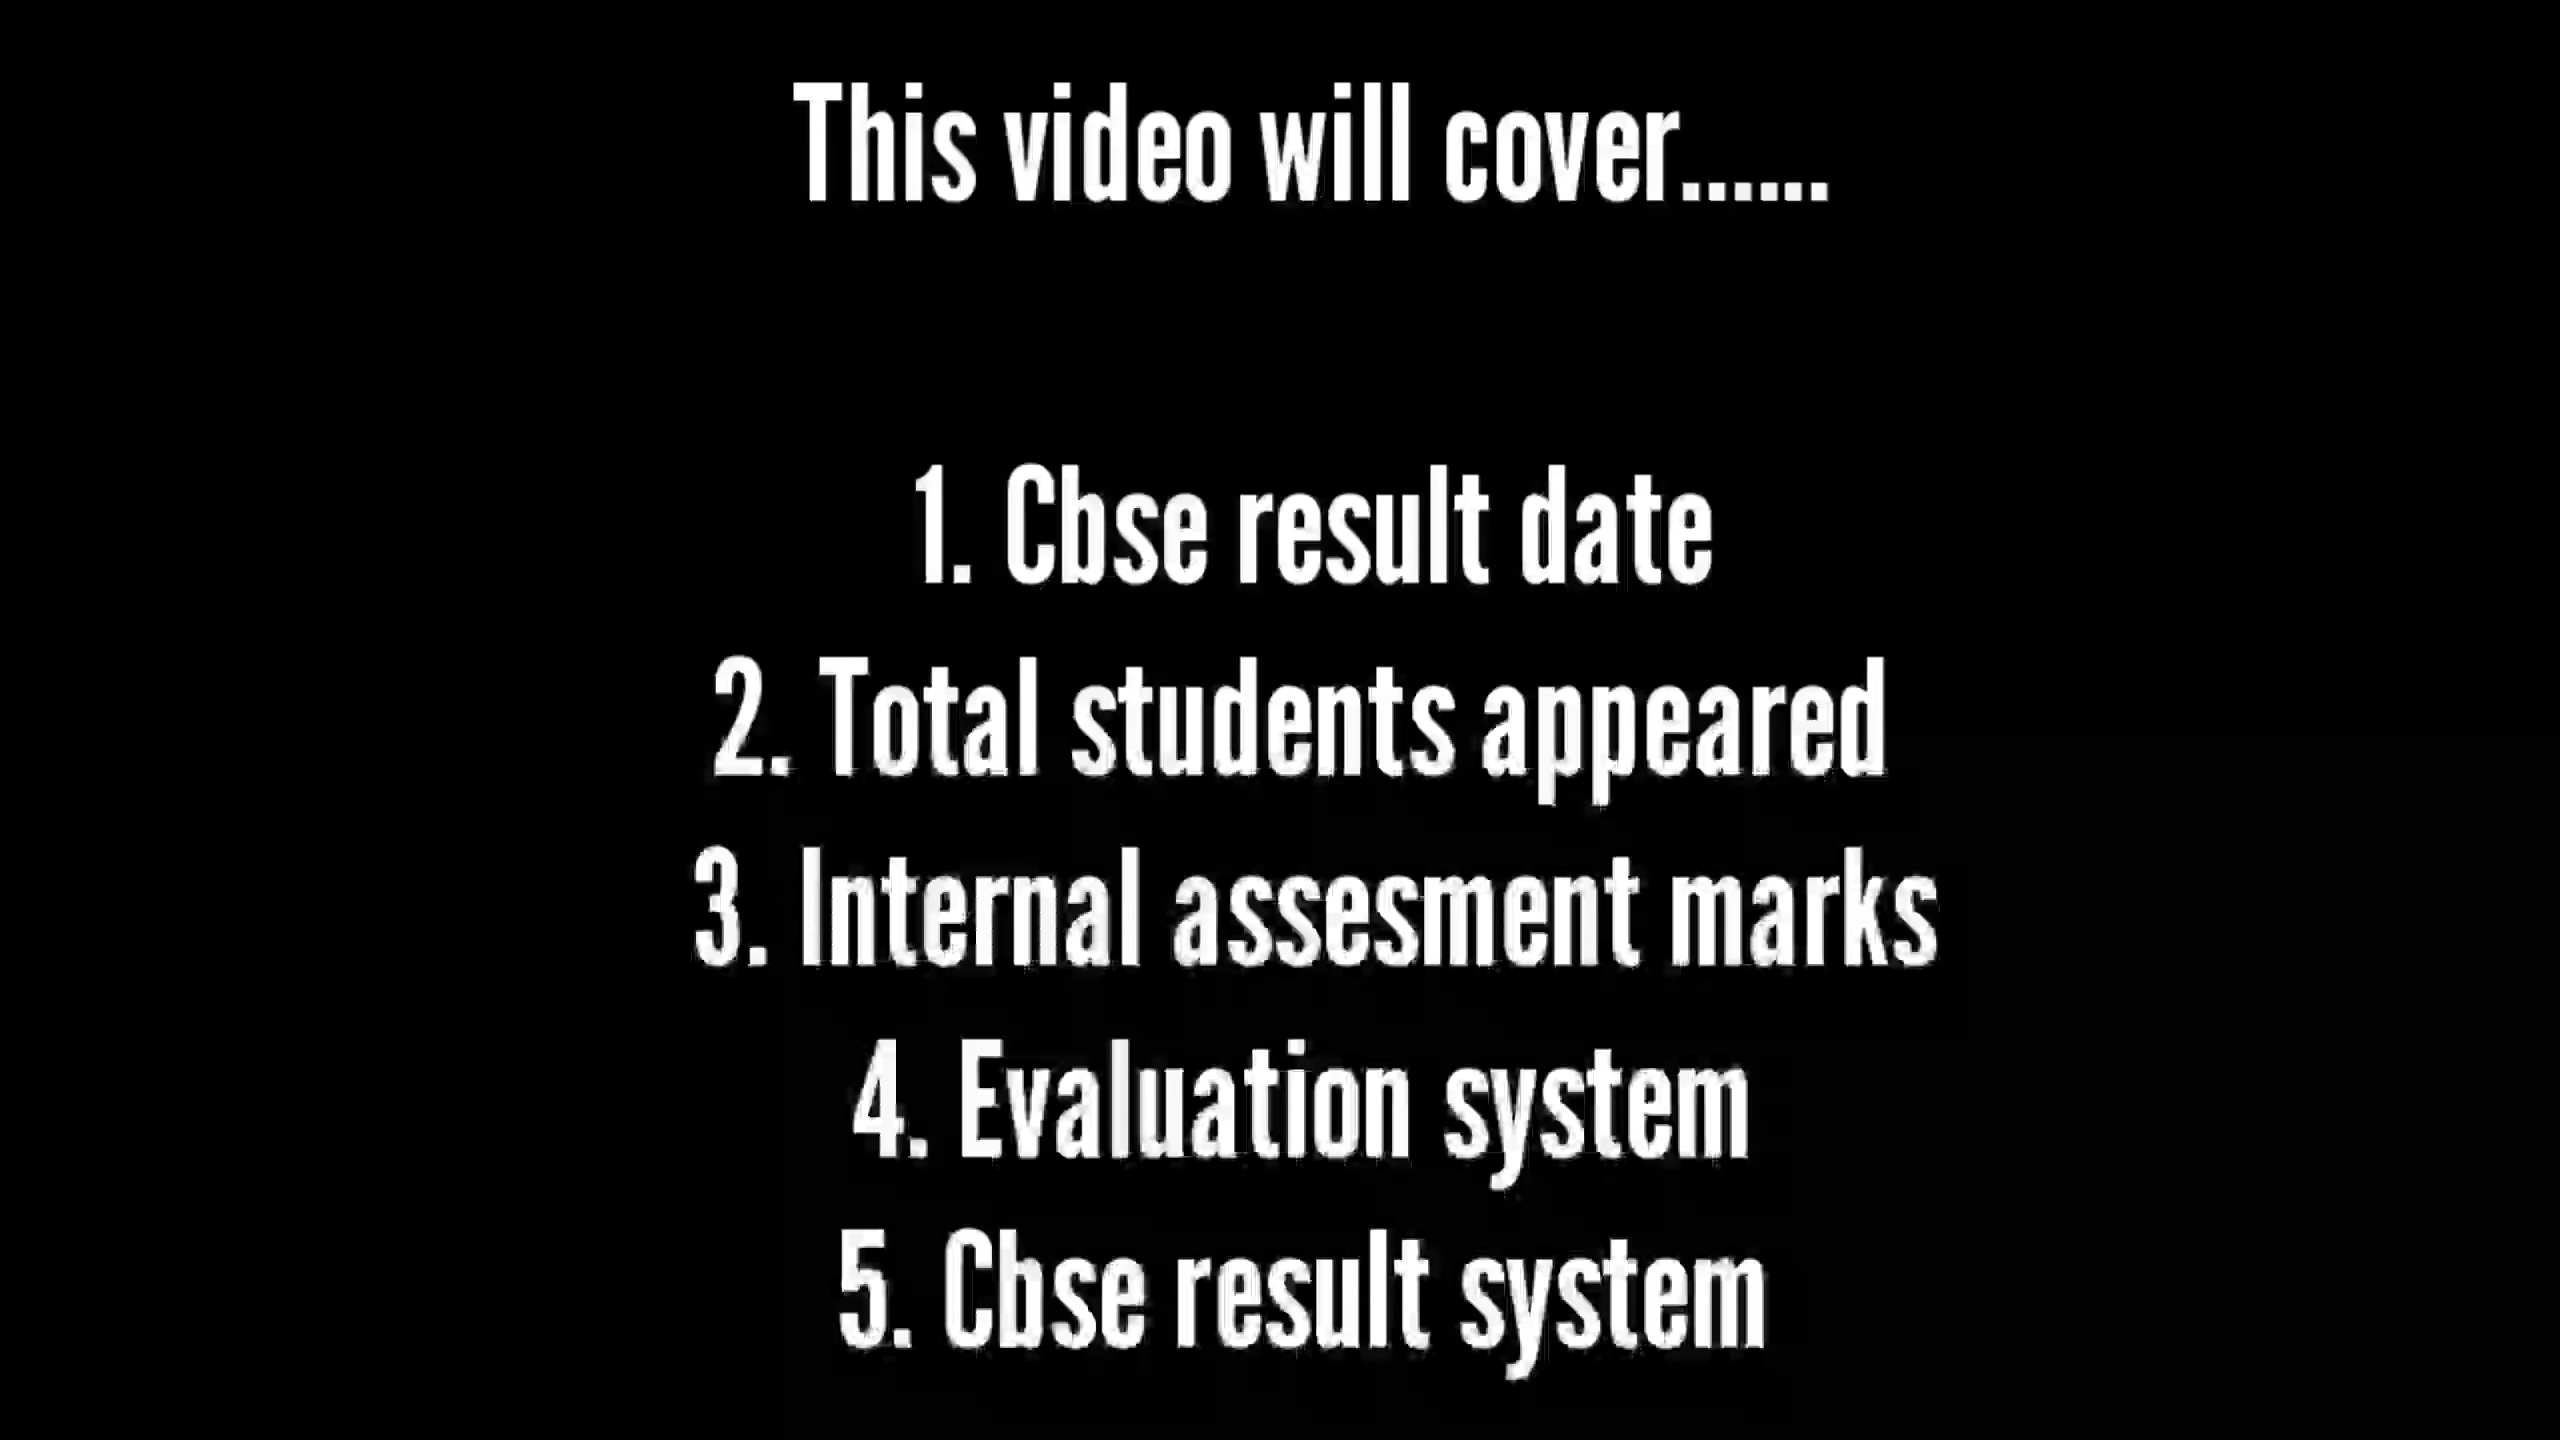 This video will cover......
1. Cbse result date
2. Total students appeared
3. Internal assesment marks
4. Evaluation system
5. Cbse result system